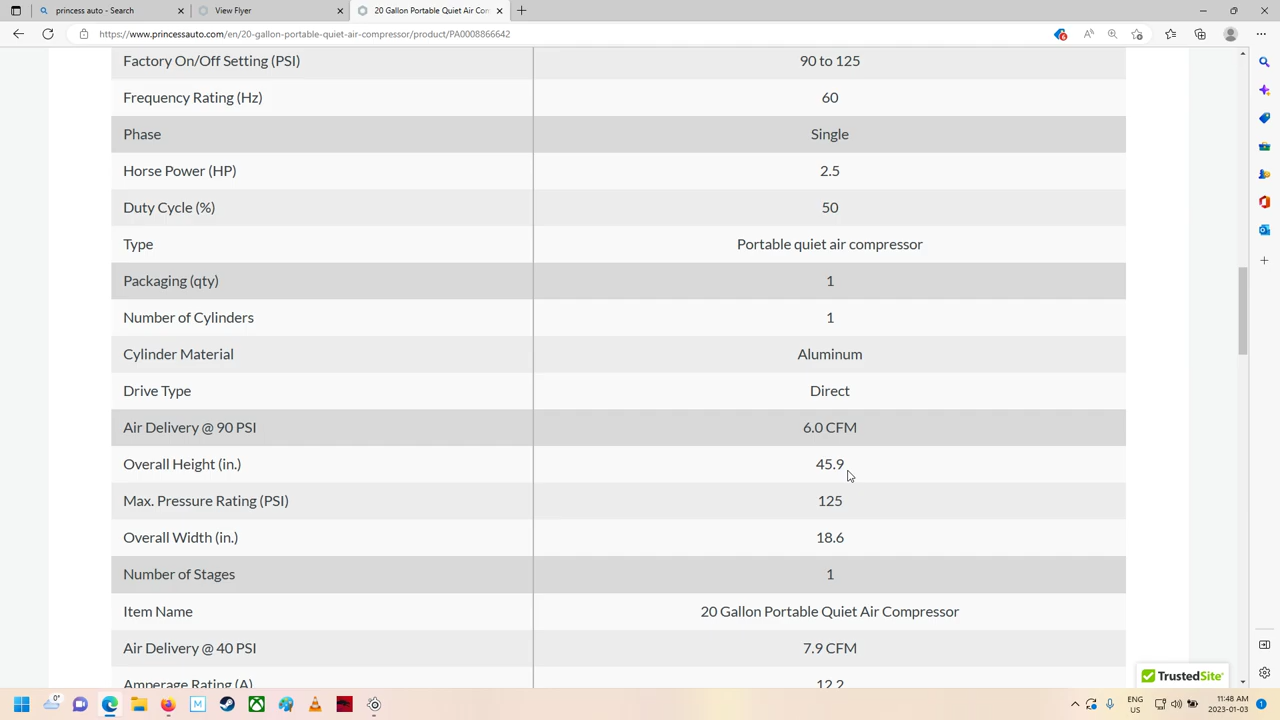 princess auto - Search
View Flyer
20 Gallon Portable Quiet Air Com
https://www.princessauto.com/en/20-gallon-portable-quiet-air-compressor/product/PA0008866642
Factory On/Off Setting (PSI) 90 to 125
Frequency Rating (Hz) 60
Phase Single
Horse Power (HP) 2.5
Duty Cycle (%) 50
Type Portable quiet air compressor
Packaging (qty) 1
Number of Cylinders 1
Cylinder Material Aluminum
Drive Type Direct
Air Delivery @ 90 PSI 6.0 CFM
Overall Height (in.) 45.9
Max. Pressure Rating (PSI) 125
Overall Width (in.) 18.6
Number of Stages 1
Item Name 20 Gallon Portable Quiet Air Compressor
Air Delivery @ 40 PSI 7.9 CFM
Amperage Rating (A) 12.2
TrustedSite
0°
ENG
US
11:48 AM
2023-01-03
1